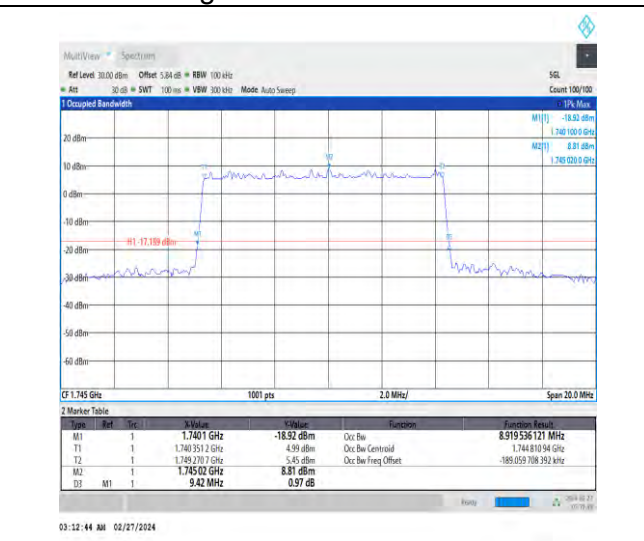 MultiView Spectrum
Ref Level 30.00 dBm Offset 5.84 dB RBW 100 kHz SGL
Att 30 dB SWT 100 ms VBW 300 kHz Mode Auto Sweep Count 100/100
1 Occupied Bandwidth 1Pk Max
M1[1] -18.92 dBm
1.740 100 0 GHz
M2[1] 8.81 dBm
1.745 020 0 GHz
20 dBm
M2
10 dBm
0 dBm
-10 dBm
M1
H1 -17.189 dBm
-20 dBm
-30 dBm
-40 dBm
-50 dBm
-60 dBm
CF 1.745 GHz 1001 pts 2.0 MHz/ Span 20.0 MHz
2 Marker Table
Type Ref Trc X-Value Y-Value Function Function Result
M1 1 1.7401 GHz -18.92 dBm Occ Bw 8.919 536 121 MHz
T1 1 1.740 351 2 GHz 4.99 dBm Occ Bw Centroid 1.744 810 94 GHz
T2 1 1.749 270 7 GHz 5.45 dBm Occ Bw Freq Offset -189.059 708 392 kHz
M2 1 1.745 02 GHz 8.81 dBm
D3 M1 1 9.42 MHz 0.97 dB
Ready
03:12:44 AM 02/27/2024